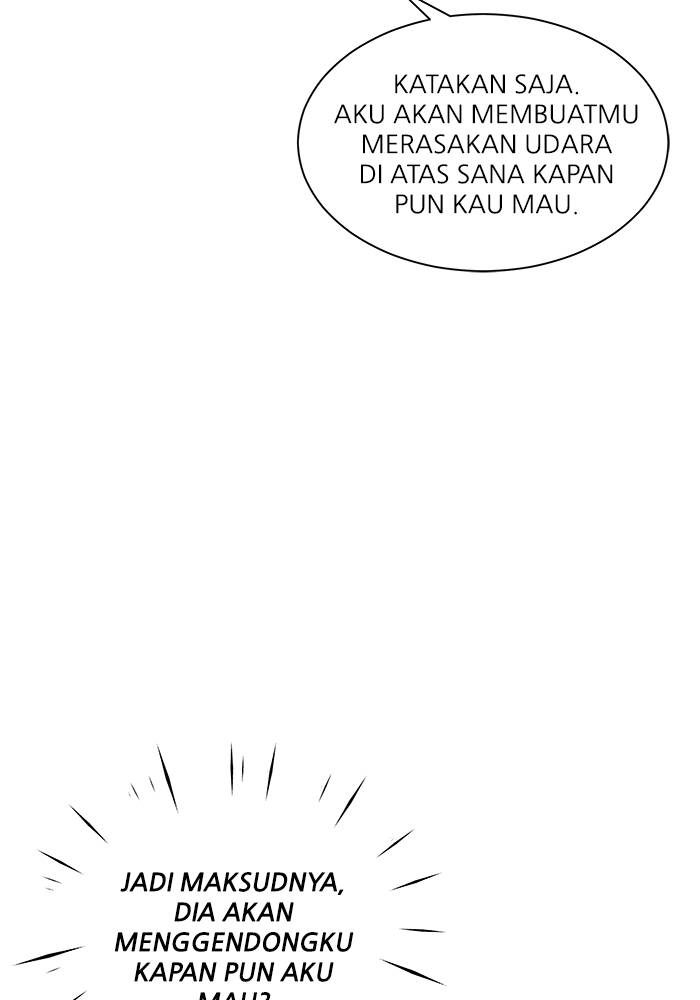 KATAKAN SAJA.
AKU AKAN MEMBUATMU
MERASAKAN UDARA
DI ATAS SANA KAPAN
PUN KAU MAU.
JADI MAKSUDNYA,
DIA AKAN
MENGGENDONGKU
KAPAN PUN AKU
MAU?